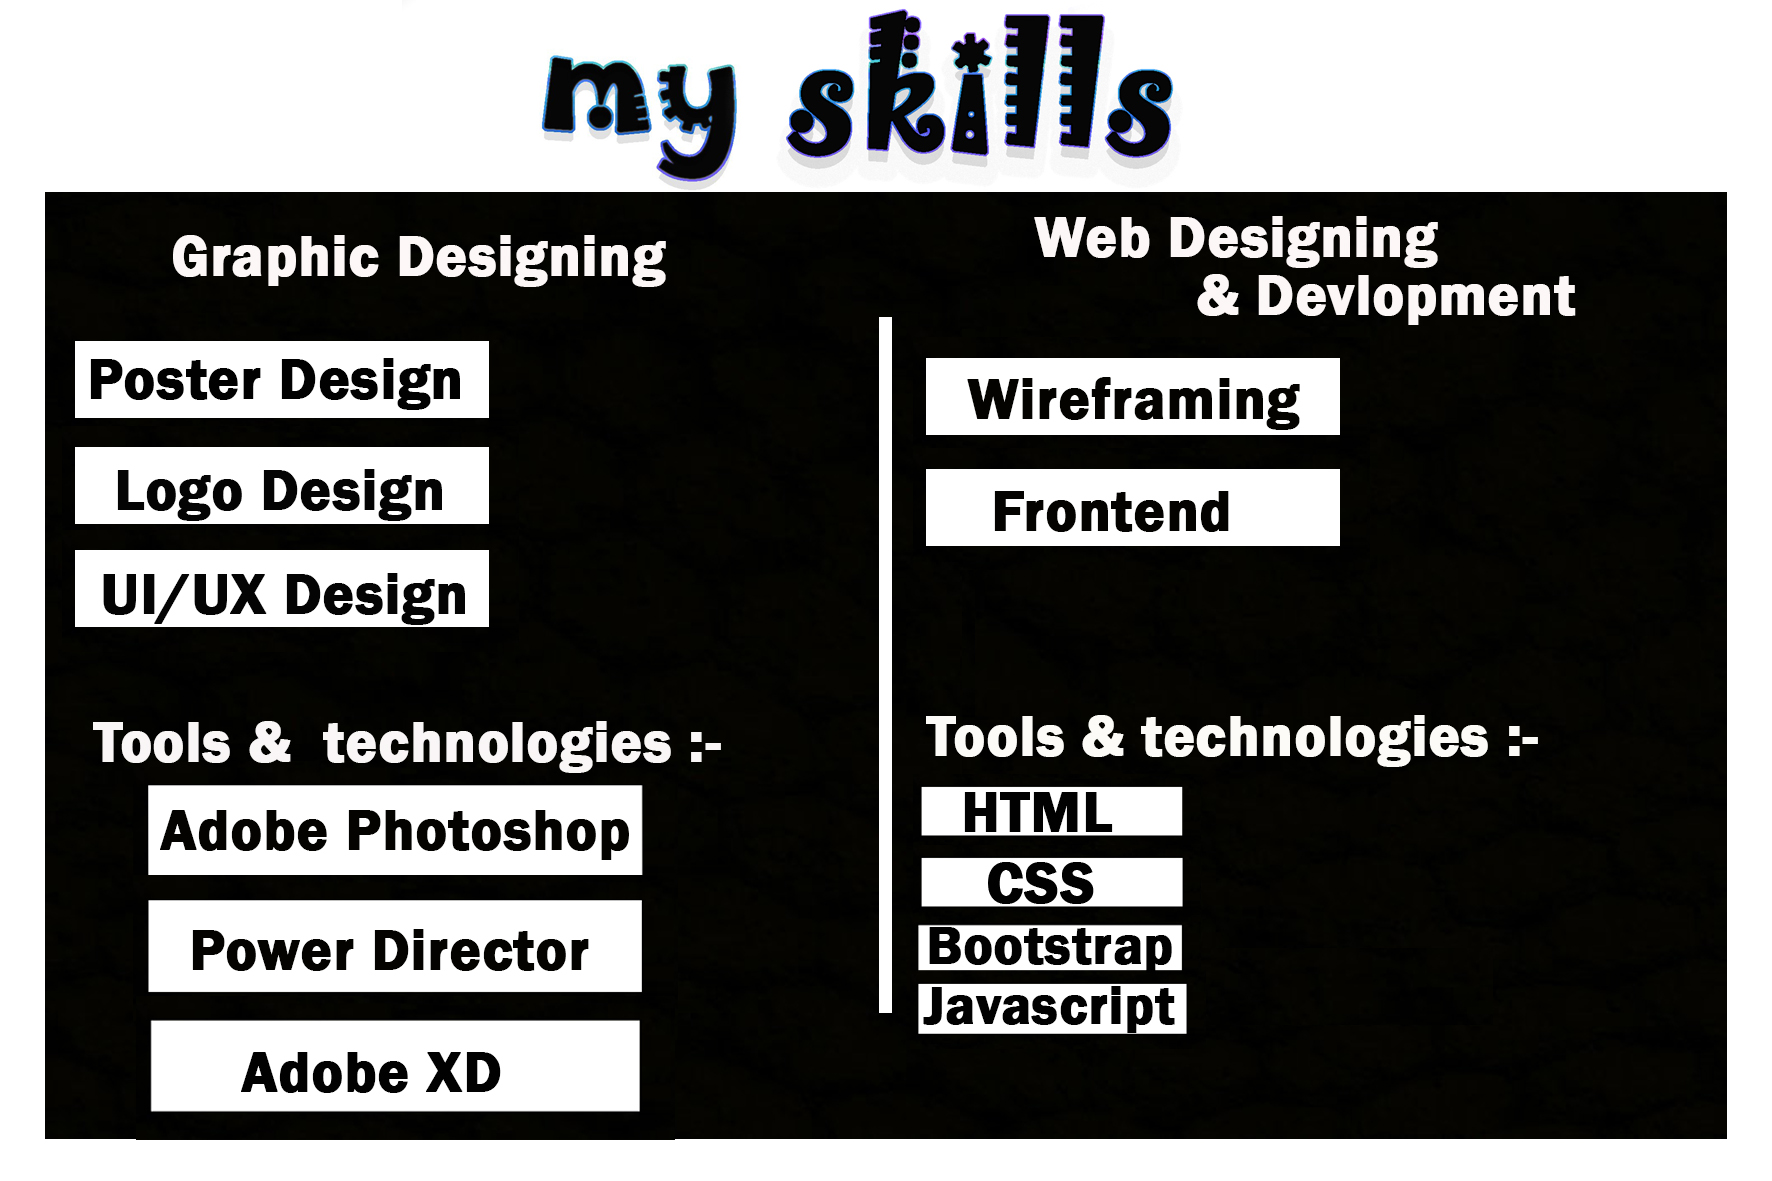 my skills
Graphic Designing
Poster Design
Logo Design
UI/UX Design
Tools &  technologies :-
Adobe Photoshop
Power Director
Adobe XD
Web Designing
& Devlopment
Wireframing
Frontend
Tools & technologies :-
HTML
CSS
Bootstrap
Javascript